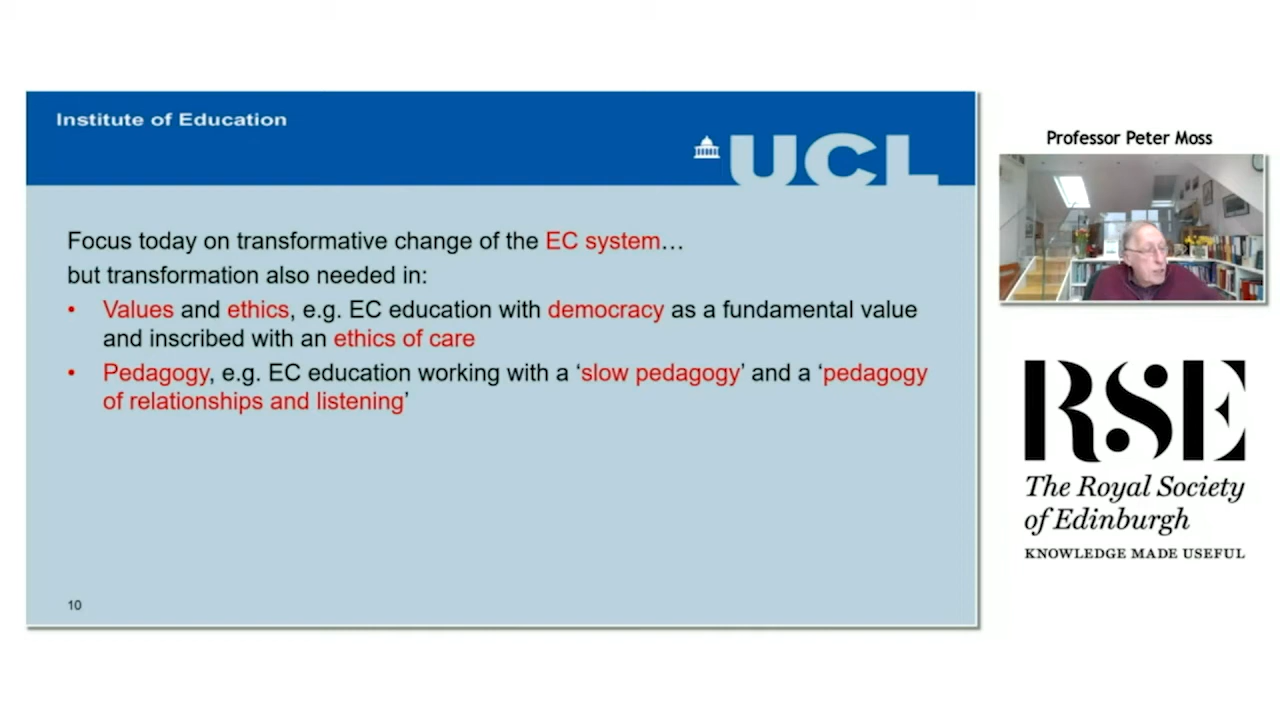 Institute of Education
UCL
Focus today on transformative change of the EC system…
but transformation also needed in:
• Values and ethics, e.g. EC education with democracy as a fundamental value
and inscribed with an ethics of care
• Pedagogy, e.g. EC education working with a ‘slow pedagogy’ and a ‘pedagogy
of relationships and listening’
10
Professor Peter Moss
RSE
The Royal Society
of Edinburgh
KNOWLEDGE MADE USEFUL